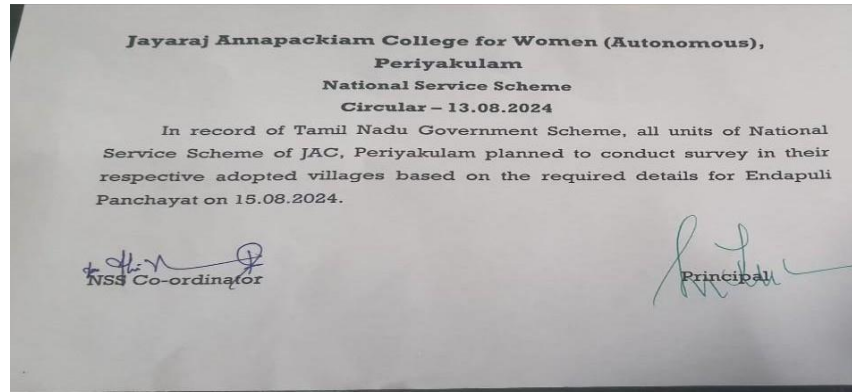 Jayaraj Annapackiam College for Women (Autonomous),
Periyakulam
National Service Scheme
Circular – 13.08.2024
In record of Tamil Nadu Government Scheme, all units of National
Service Scheme of JAC, Periyakulam planned to conduct survey in their
respective adopted villages based on the required details for Endapuli
Panchayat on 15.08.2024.
NSS Co-ordinator
Principal